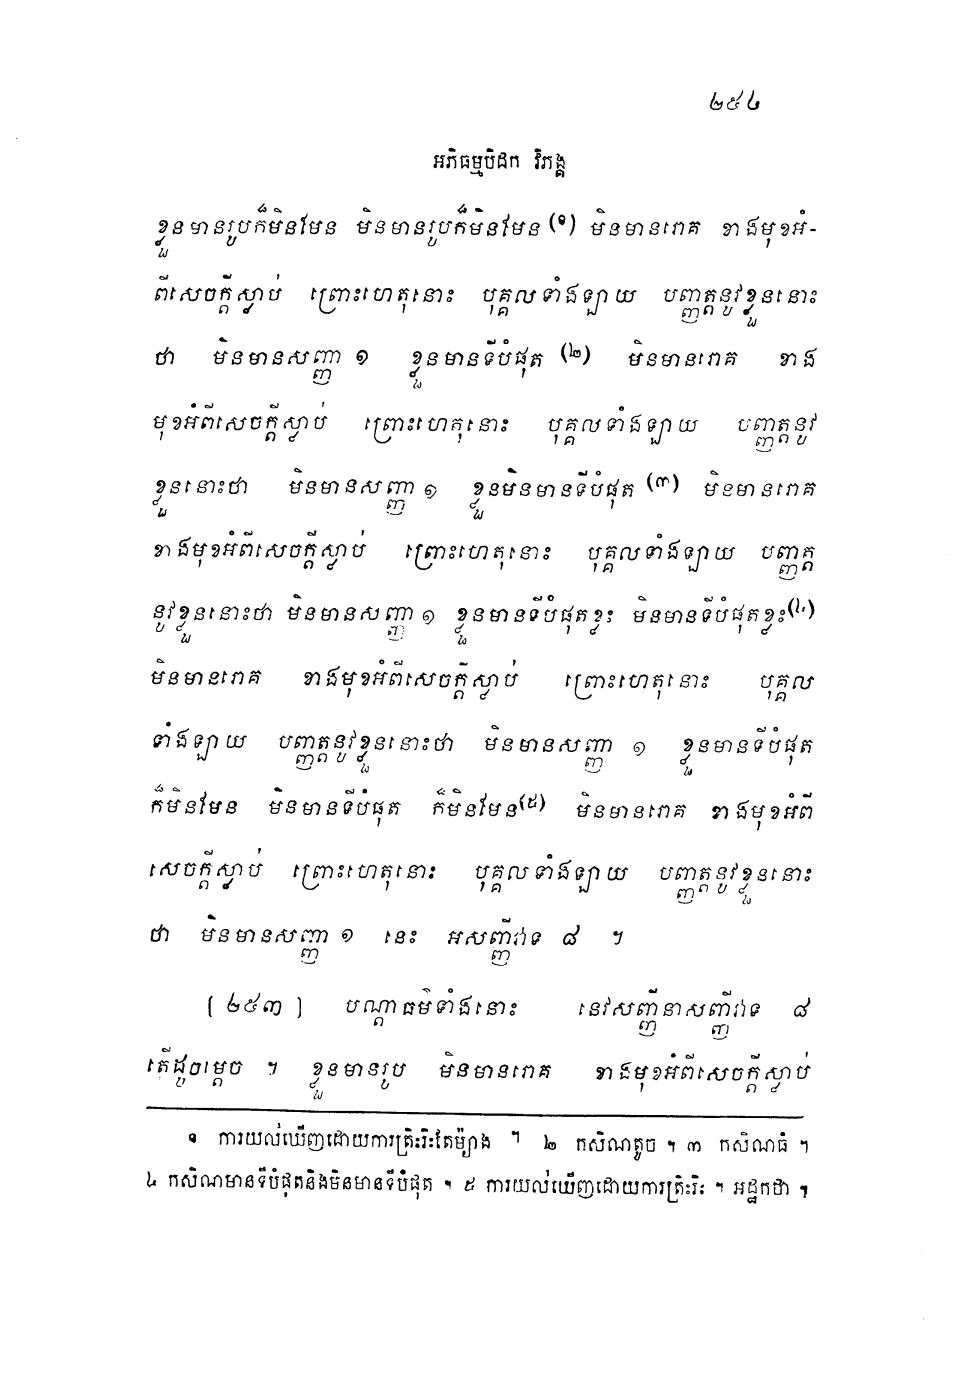 ២៥៤
អភិធម្មបិដក វិភង្គ
ខ្លួនមានរូបក៏មិនមែន មិនមានរូបក៏មិនមែន (១) មិនមានរោគ ខាងមុខអំ-
ពីសេចក្តីស្លាប់ ព្រោះហេតុនោះ បុគ្គលទាំងឡាយ បញ្ញត្តនូវខ្លួននោះ
ថា មិនមានសញ្ញា ១ ខ្លួនមានទីបំផុត (២) មិនមានរោគ ខាង
មុខអំពីសេចក្តីស្លាប់ ព្រោះហេតុនោះ បុគ្គលទាំងឡាយ បញ្ញត្តនូវ
ខ្លួននោះថា មិនមានសញ្ញា ១ ខ្លួនមិនមានទីបំផុត (៣) មិនមានរោគ
ខាងមុខអំពីសេចក្តីស្លាប់ ព្រោះហេតុនោះ បុគ្គលទាំងឡាយ បញ្ញត្ត
នូវខ្លួននោះថា មិនមានសញ្ញា ១ ខ្លួនមានទីបំផុតខ្លះ មិនមានទីបំផុតខ្លះ(៤)
មិនមានរោគ ខាងមុខអំពីសេចក្តីស្លាប់ ព្រោះហេតុនោះ បុគ្គល
ទាំងឡាយ បញ្ញត្តនូវខ្លួននោះថា មិនមានសញ្ញា ១ ខ្លួនមានទីបំផុត
ក៏មិនមែន មិនមានទីបំផុត ក៏មិនមែន(៥) មិនមានរោគ ខាងមុខអំពី
សេចក្តីស្លាប់ ព្រោះហេតុនោះ បុគ្គលទាំងឡាយ បញ្ញត្តនូវខ្លួននោះ
ថា មិនមានសញ្ញា ១ នេះ អសញ្ញីវាទ ៨ ។
[ ២៥៣ ] បណ្តាធម៌ទាំងនោះ នេវសញ្ញីនាសញ្ញីវាទ ៨
តើដូចម្តេច ។ ខ្លួនមានរូប មិនមានរោគ ខាងមុខអំពីសេចក្តីស្លាប់
១ ការយល់ឃើញដោយការត្រិះរិះតែម៉្យាង ។ ២ កសិណតូច ។ ៣ កសិណធំ ។
៤ កសិណមានទីបំផុតនិងមិនមានទីបំផុត ។ ៥ ការយល់ឃើញដោយការត្រិះរិះ ។ អដ្ឋកថា ។